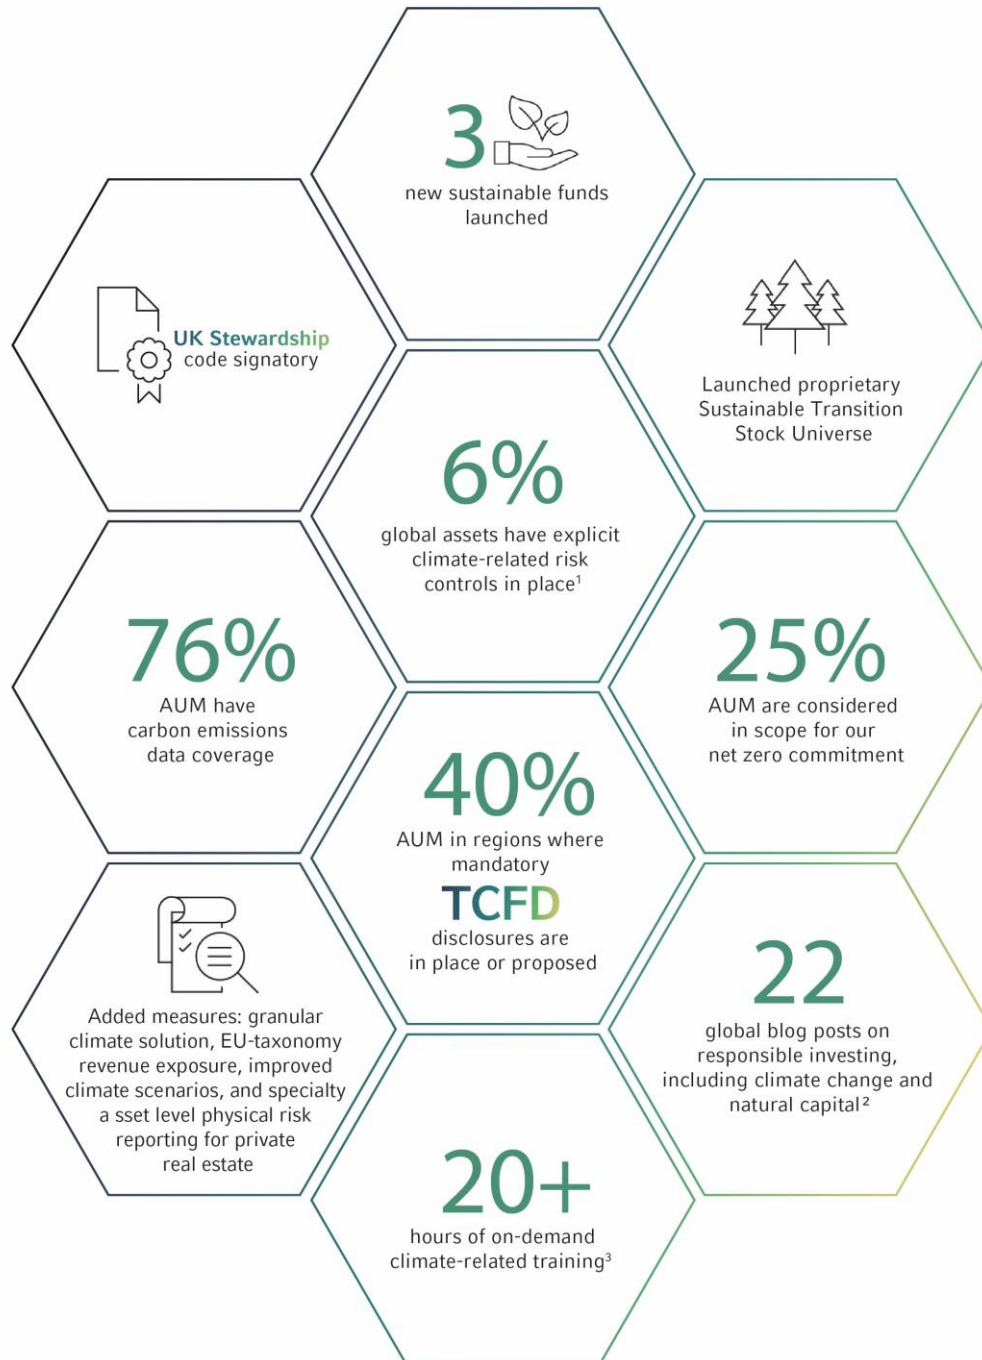 3
new sustainable funds
launched
UK Stewardship
code signatory
Launched proprietary
Sustainable Transition
Stock Universe
6%
global assets have explicit
climate-related risk
controls in place¹
76%
AUM have
carbon emissions
data coverage
25%
AUM are considered
in scope for our
net zero commitment
40%
AUM in regions where
mandatory
TCFD
disclosures are
in place or proposed
Added measures: granular
climate solution, EU-taxonomy
revenue exposure, improved
climate scenarios, and specialty
a sset level physical risk
reporting for private
real estate
22
global blog posts on
responsible investing,
including climate change and
natural capital²
20+
hours of on-demand
climate-related training³